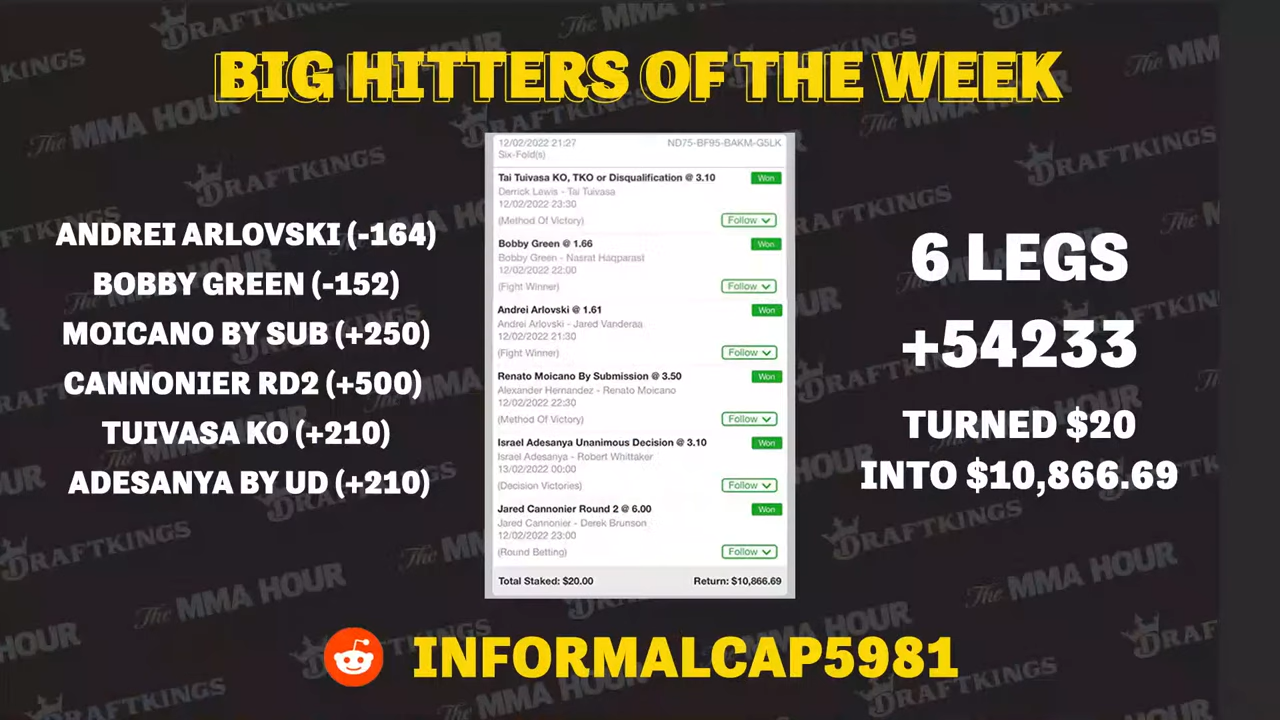 BIG HITTERS OF THE WEEK
ANDREI ARLOVSKI (-164)
BOBBY GREEN (-152)
MOICANO BY SUB (+250)
CANNONIER RD2 (+500)
TUIVASA KO (+210)
ADESANYA BY UD (+210)
12/02/2022 21:27 ND75-BF95-BAKM-G5LK
Six-Fold(s)
Tai Tuivasa KO, TKO or Disqualification @ 3.10 Won
Derrick Lewis - Tai Tuivasa
12/02/2022 23:30
(Method Of Victory) Follow
Bobby Green @ 1.66 Won
Bobby Green - Nasrat Haqparast
12/02/2022 22:00
(Fight Winner) Follow
Andrei Arlovski @ 1.61 Won
Andrei Arlovski - Jared Vanderaa
12/02/2022 21:30
(Fight Winner) Follow
Renato Moicano By Submission @ 3.50 Won
Alexander Hernandez - Renato Moicano
12/02/2022 22:30
(Method Of Victory) Follow
Israel Adesanya Unanimous Decision @ 3.10 Won
Israel Adesanya - Robert Whittaker
13/02/2022 00:00
(Decision Victories) Follow
Jared Cannonier Round 2 @ 6.00 Won
Jared Cannonier - Derek Brunson
12/02/2022 23:00
(Round Betting) Follow
Total Staked: $20.00 Return: $10,866.69
6 LEGS
+54233
TURNED $20
INTO $10,866.69
INFORMALCAP5981
DRAFTKINGS
The MMA HOUR